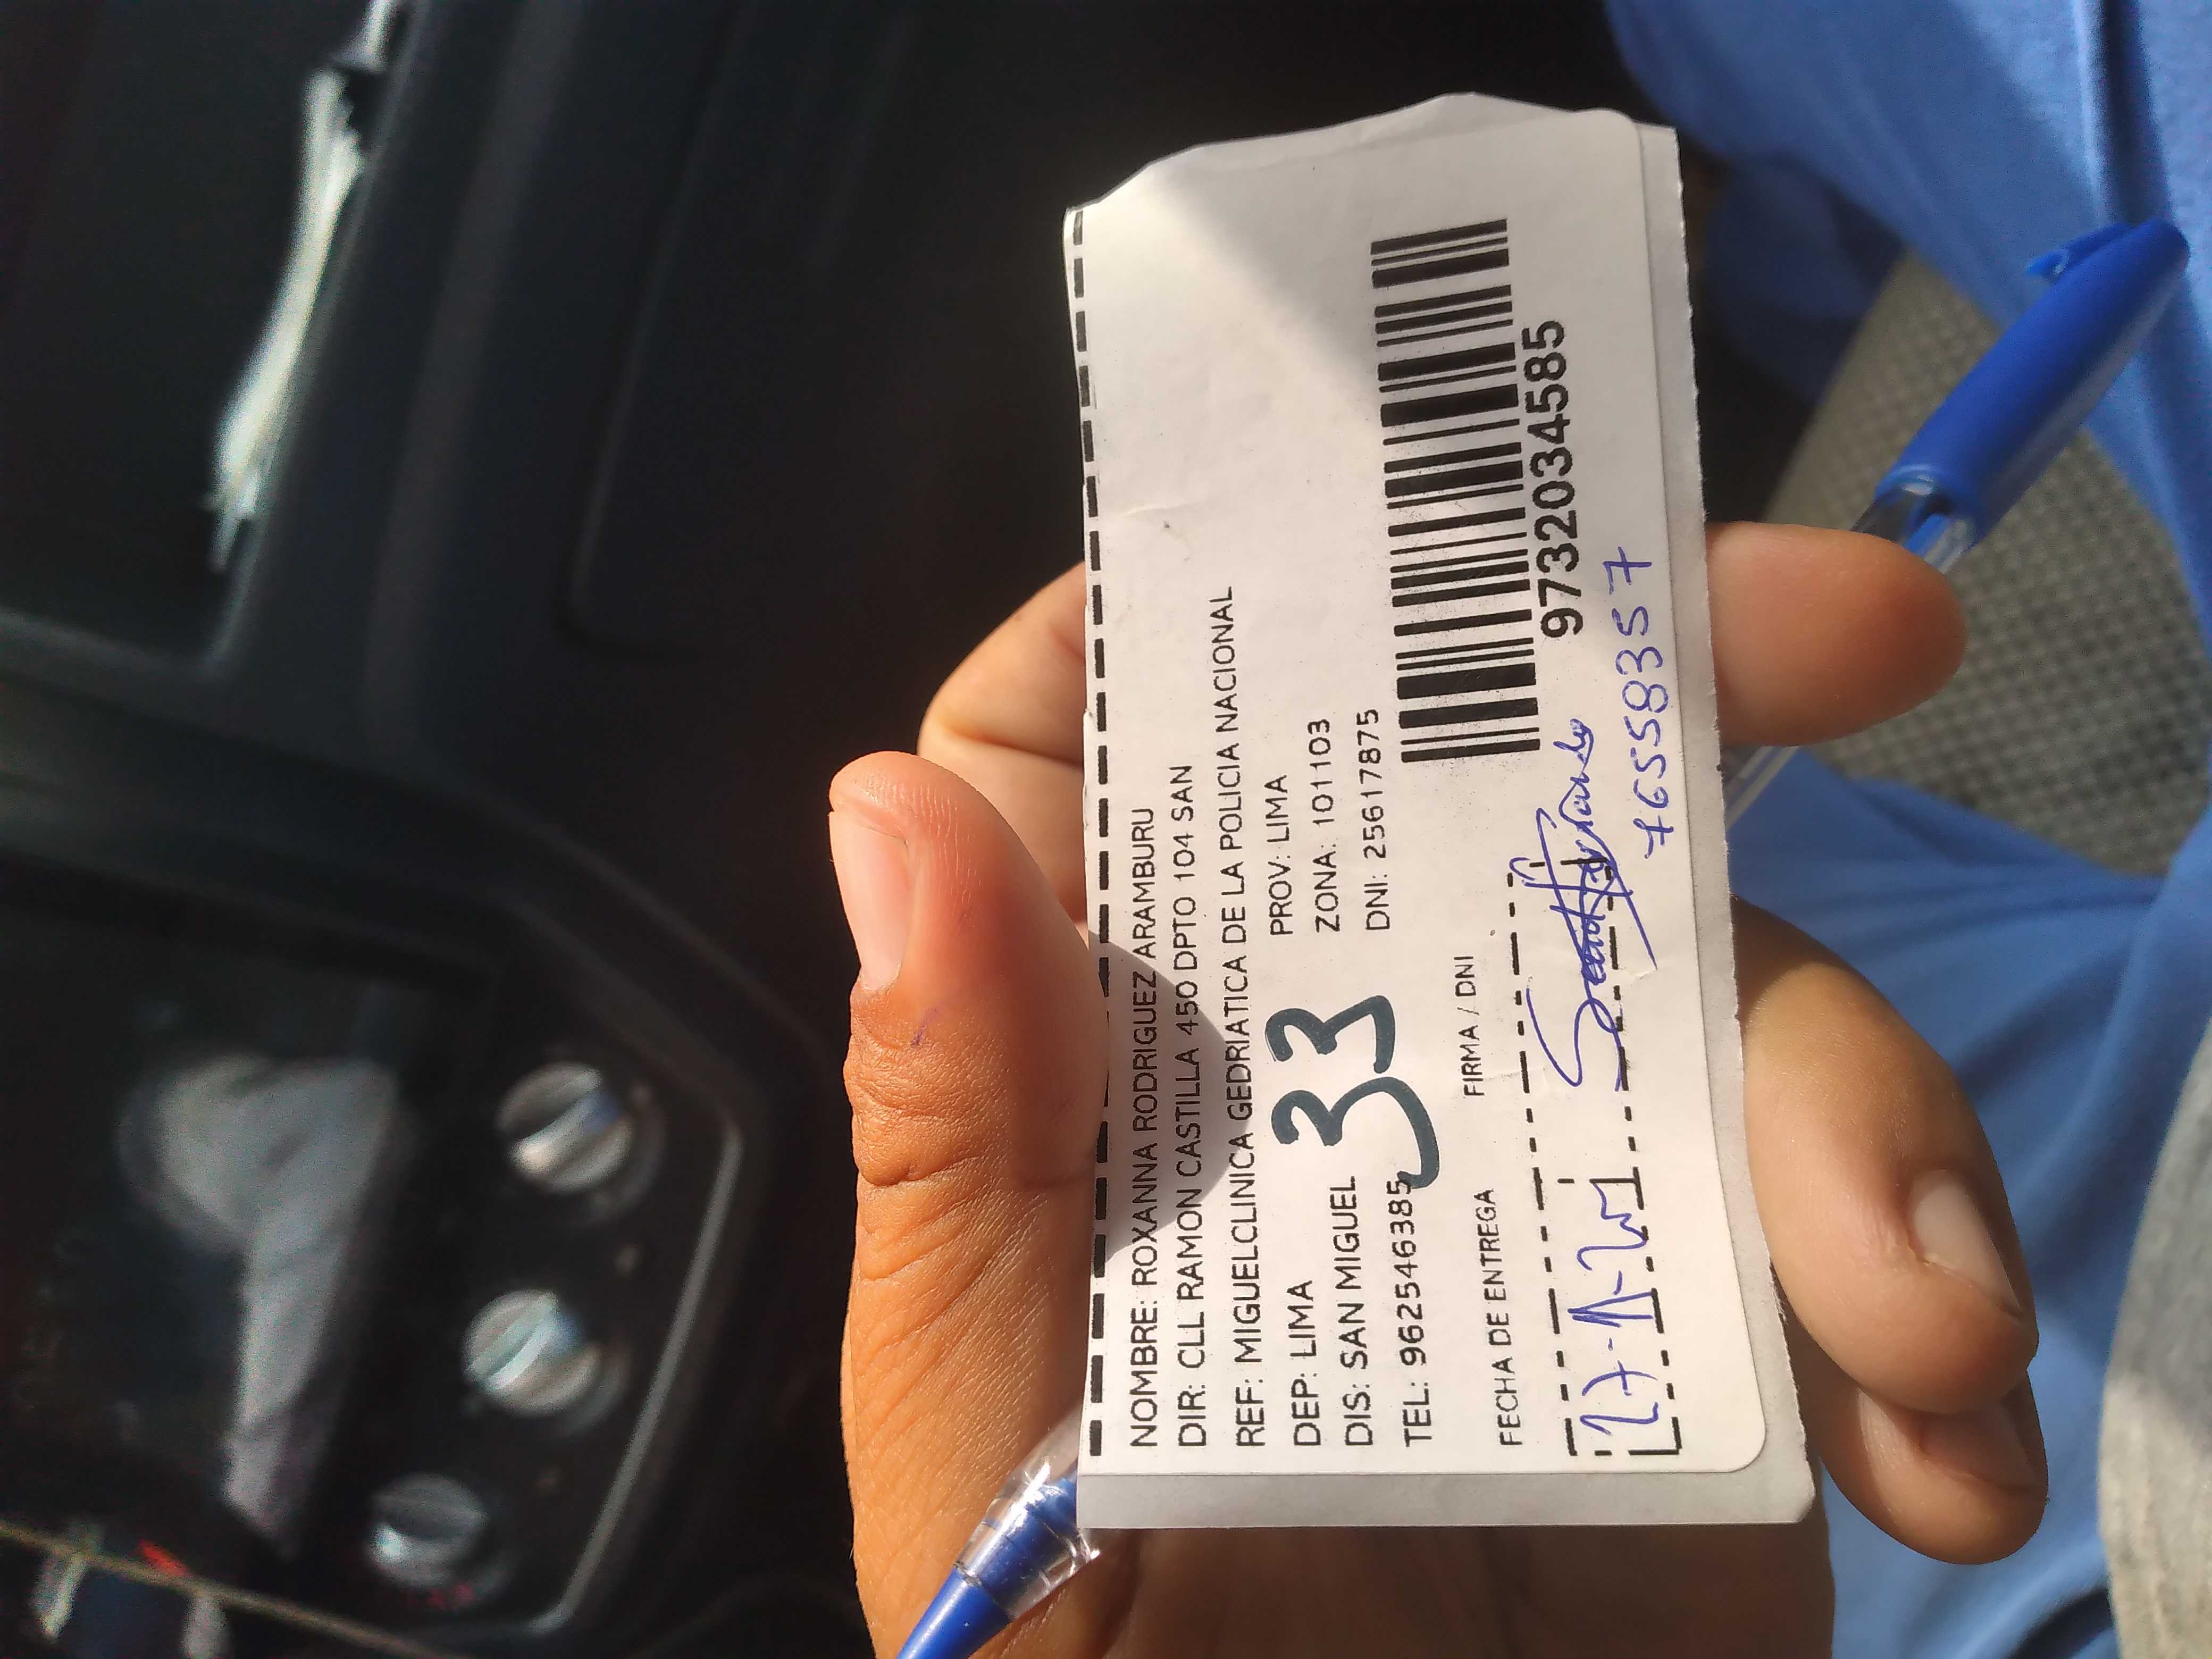 NOMBRE: ROXANNA RODRIGUEZ ARAMBURU
DIR: CLL RAMON CASTILLA 450 DPTO 104 SAN
REF: MIGUELCLINICA GEDRIATICA DE LA POLICIA NACIONAL
DEP: LIMA PROV: LIMA
DIS: SAN MIGUEL ZONA: 101103
TEL: 962546385 DNI: 25617875
33
FECHA DE ENTREGA FIRMA / DNI
9732034585
76558357